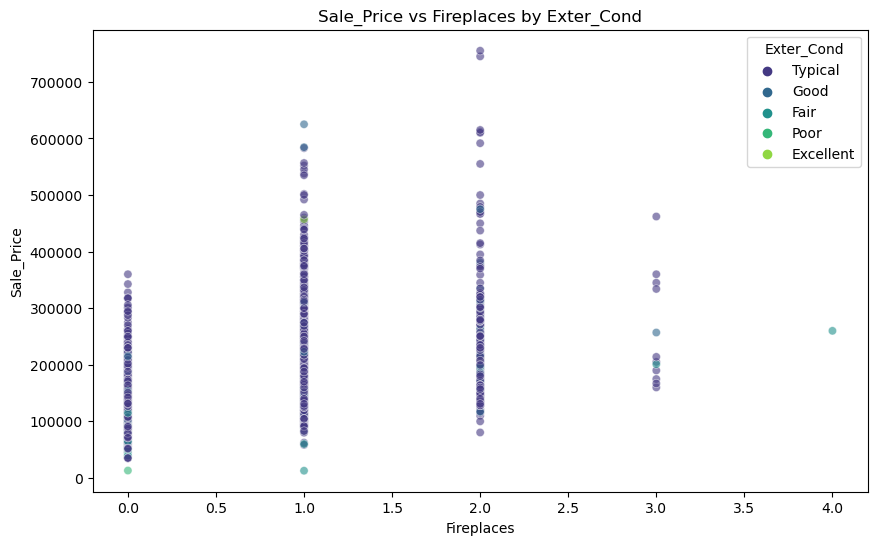 Sale_Price vs Fireplaces by Exter_Cond
Exter_Cond
Typical
Good
Fair
Poor
Excellent
700000
600000
500000
400000
300000
200000
100000
0
Sale_Price
0.0 0.5 1.0 1.5 2.0 2.5 3.0 3.5 4.0
Fireplaces